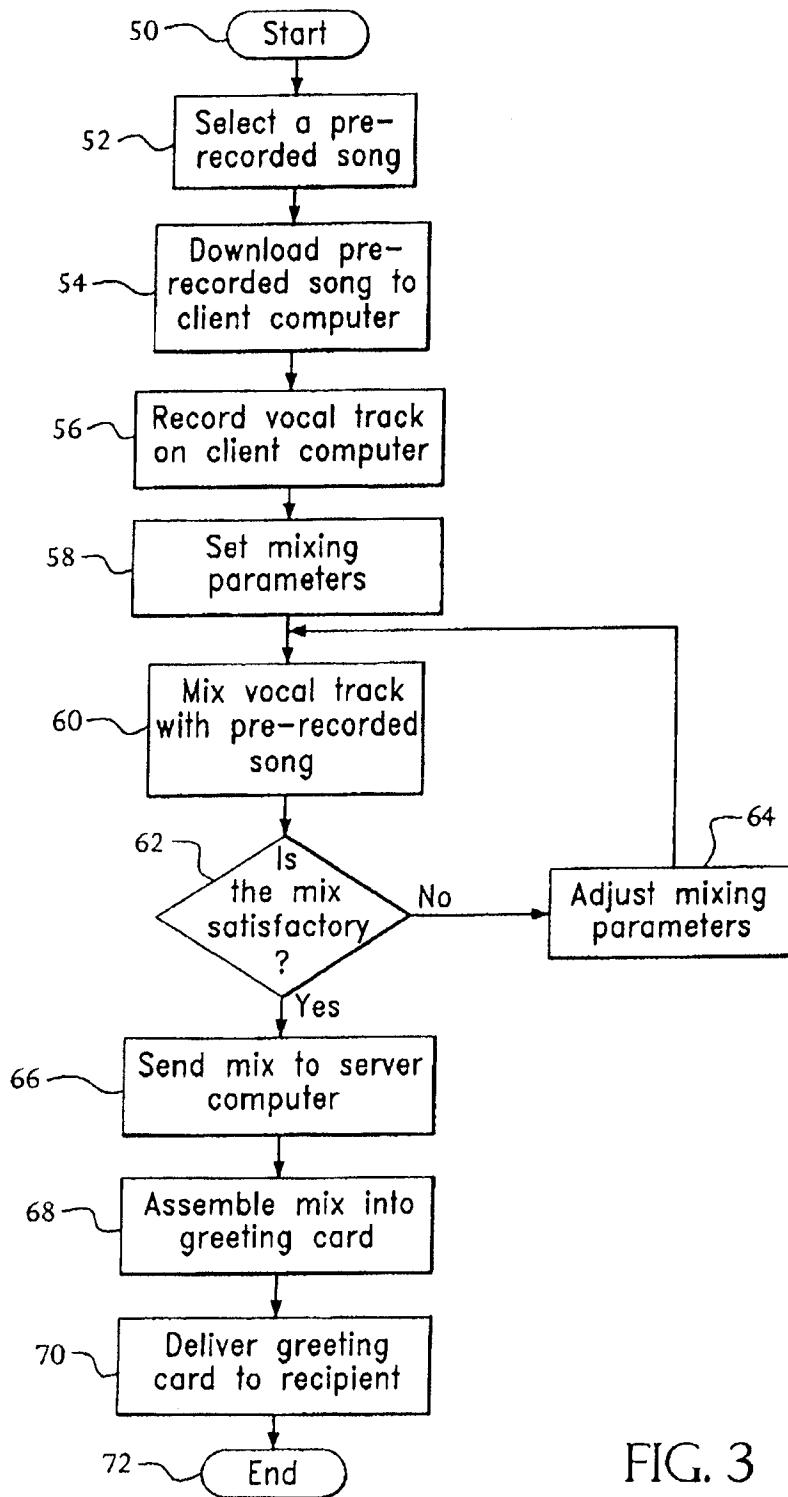 50
Start
52
Select a pre-
recorded song
54
Download pre-
recorded song to
client computer
56
Record vocal track
on client computer
58
Set mixing
parameters
60
Mix vocal track
with pre-recorded
song
62
Is
the mix
satisfactory
?
No
64
Adjust mixing
parameters
Yes
66
Send mix to server
computer
68
Assemble mix into
greeting card
70
Deliver greeting
card to recipient
72
End
FIG. 3